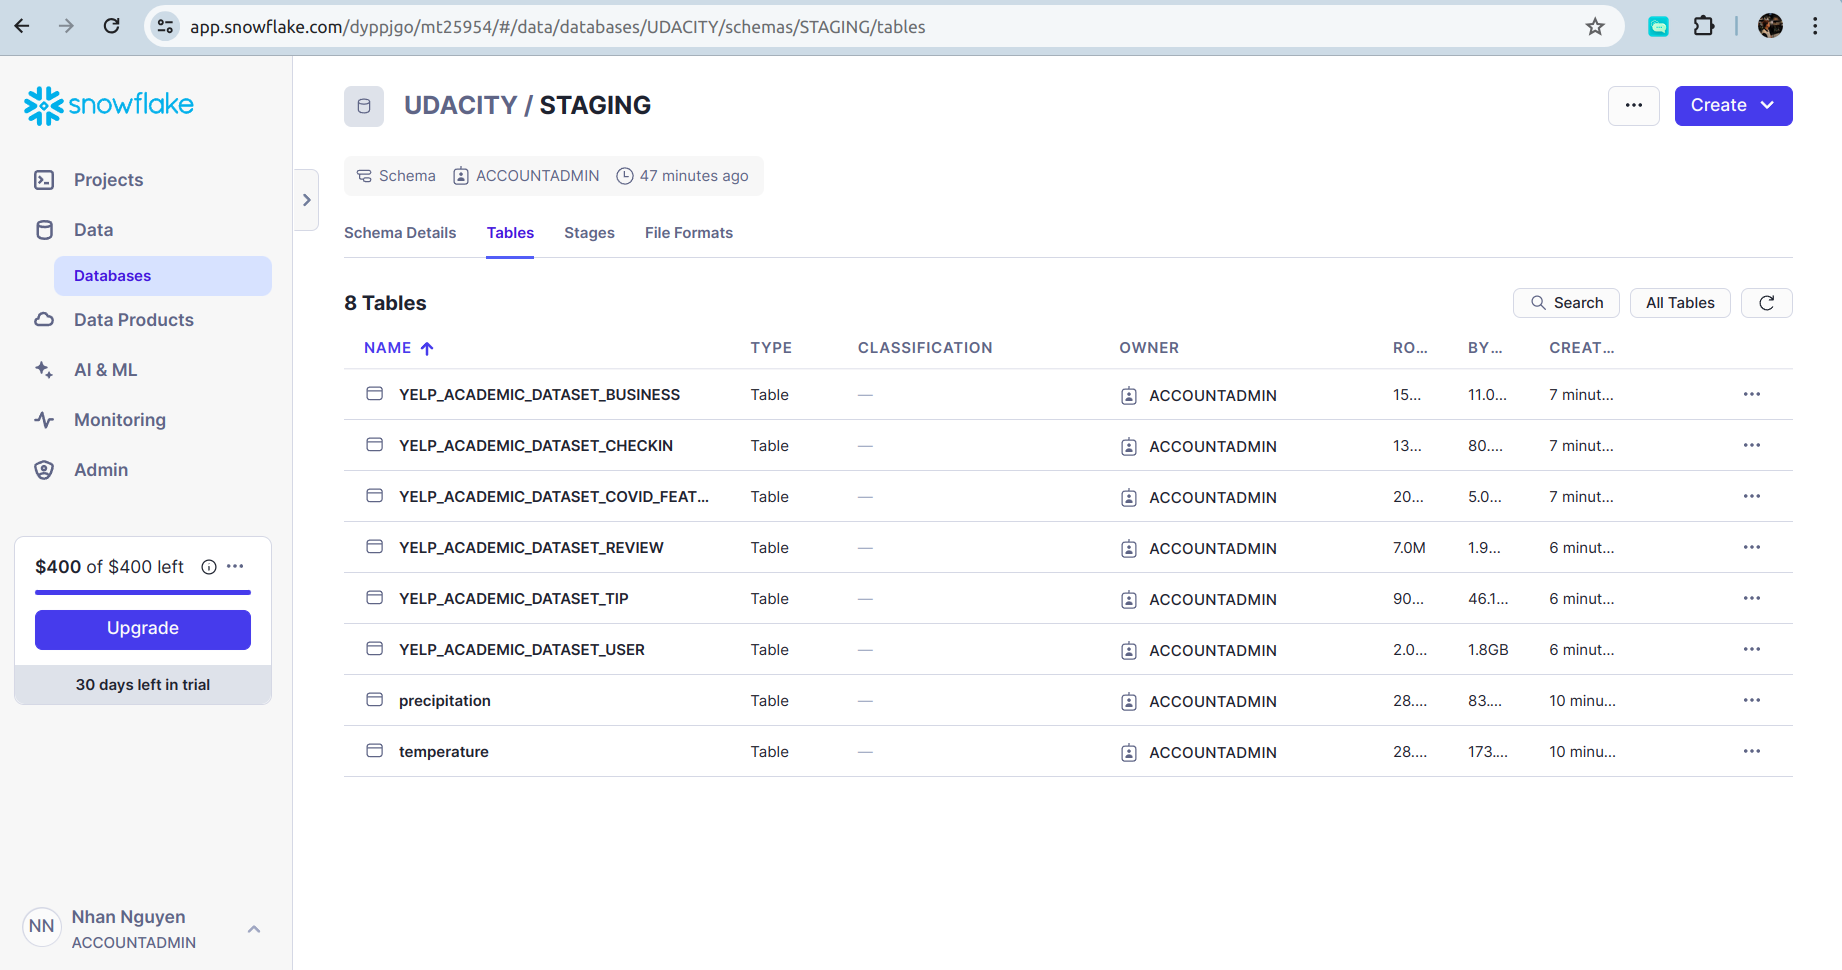 app.snowflake.com/dyppjgo/mt25954/#/data/databases/UDACITY/schemas/STAGING/tables
snowflake
Projects
Data
Databases
Data Products
AI & ML
Monitoring
Admin
$400 of $400 left
Upgrade
30 days left in trial
NN
Nhan Nguyen
ACCOUNTADMIN
UDACITY / STAGING
... Create
Schema ACCOUNTADMIN 47 minutes ago
Schema Details Tables Stages File Formats
8 Tables
Search All Tables
NAME TYPE CLASSIFICATION OWNER RO... BY... CREAT...
YELP_ACADEMIC_DATASET_BUSINESS Table — ACCOUNTADMIN 15... 11.0... 7 minut... ...
YELP_ACADEMIC_DATASET_CHECKIN Table — ACCOUNTADMIN 13... 80.... 7 minut... ...
YELP_ACADEMIC_DATASET_COVID_FEAT... Table — ACCOUNTADMIN 20... 5.0... 7 minut... ...
YELP_ACADEMIC_DATASET_REVIEW Table — ACCOUNTADMIN 7.0M 1.9... 6 minut... ...
YELP_ACADEMIC_DATASET_TIP Table — ACCOUNTADMIN 90... 46.1... 6 minut... ...
YELP_ACADEMIC_DATASET_USER Table — ACCOUNTADMIN 2.0... 1.8GB 6 minut... ...
precipitation Table — ACCOUNTADMIN 28.... 83.... 10 minu... ...
temperature Table — ACCOUNTADMIN 28.... 173.... 10 minu... ...